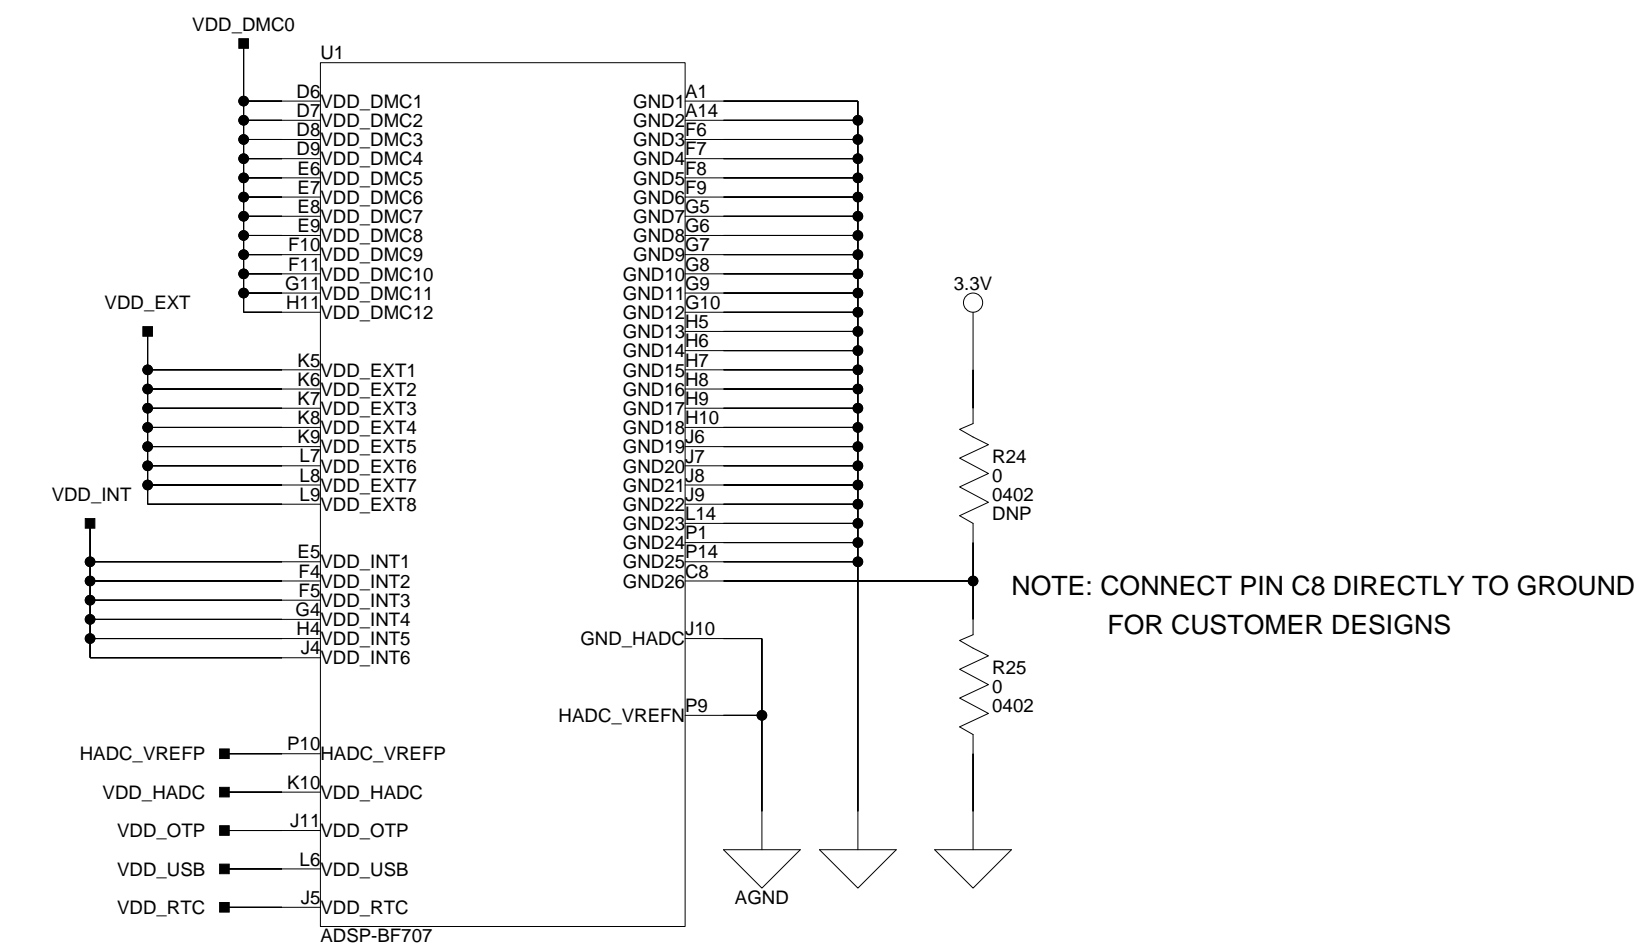 VDD_DMC0
U1
D6 VDD_DMC1
D7 VDD_DMC2
D8 VDD_DMC3
D9 VDD_DMC4
E6 VDD_DMC5
E7 VDD_DMC6
E8 VDD_DMC7
E9 VDD_DMC8
F10 VDD_DMC9
F11 VDD_DMC10
G11 VDD_DMC11
H11 VDD_DMC12
VDD_EXT
K5 VDD_EXT1
K6 VDD_EXT2
K7 VDD_EXT3
K8 VDD_EXT4
K9 VDD_EXT5
L7 VDD_EXT6
L8 VDD_EXT7
L9 VDD_EXT8
VDD_INT
E5 VDD_INT1
F4 VDD_INT2
F5 VDD_INT3
G4 VDD_INT4
H4 VDD_INT5
J4 VDD_INT6
HADC_VREFP P10 HADC_VREFP
VDD_HADC K10 VDD_HADC
VDD_OTP J11 VDD_OTP
VDD_USB L6 VDD_USB
VDD_RTC J5 VDD_RTC
ADSP-BF707
GND1 A1
GND2 A14
GND3 F6
GND4 F7
GND5 F8
GND6 F9
GND7 G5
GND8 G6
GND9 G7
GND10 G8
GND11 G9
GND12 G10
GND13 H5
GND14 H6
GND15 H7
GND16 H8
GND17 H9
GND18 H10
GND19 J6
GND20 J7
GND21 J8
GND22 J9
GND23 L14
GND24 P1
GND25 P14
GND26 C8
GND_HADC J10
HADC_VREFN P9
AGND
3.3V
R24
0
0402
DNP
R25
0
0402
NOTE: CONNECT PIN C8 DIRECTLY TO GROUND
FOR CUSTOMER DESIGNS